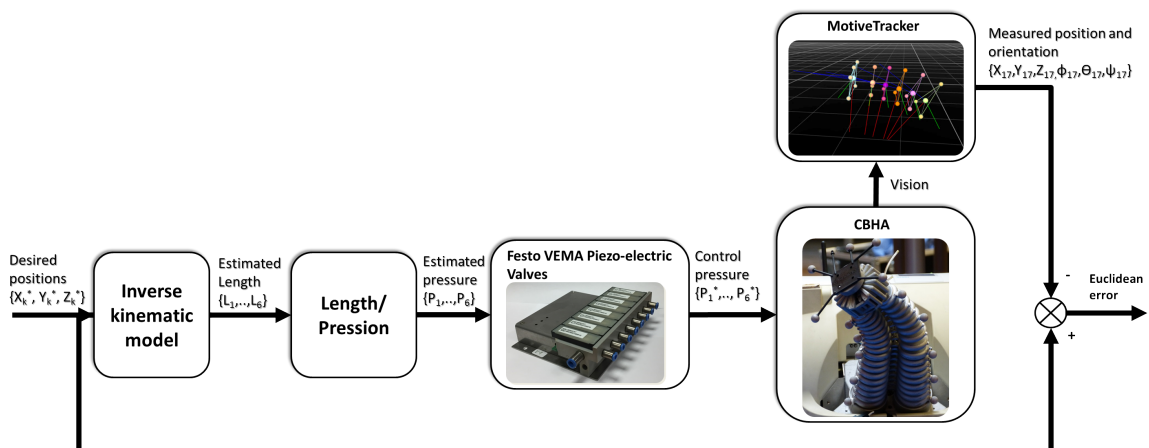 MotiveTracker
Measured position and
orientation
{X₁₇,Y₁₇,Z₁₇,ϕ₁₇,Θ₁₇,ψ₁₇}
Vision
CBHA
Desired
positions
{Xₖ*, Yₖ*, Zₖ*}
Inverse
kinematic
model
Estimated
Length
{L₁,..,L₆}
Length/
Pression
Estimated
pressure
{P₁,..,P₆}
Festo VEMA Piezo-electric
Valves
Control
pressure
{P₁*,.., P₆*}
-
+
Euclidean
error